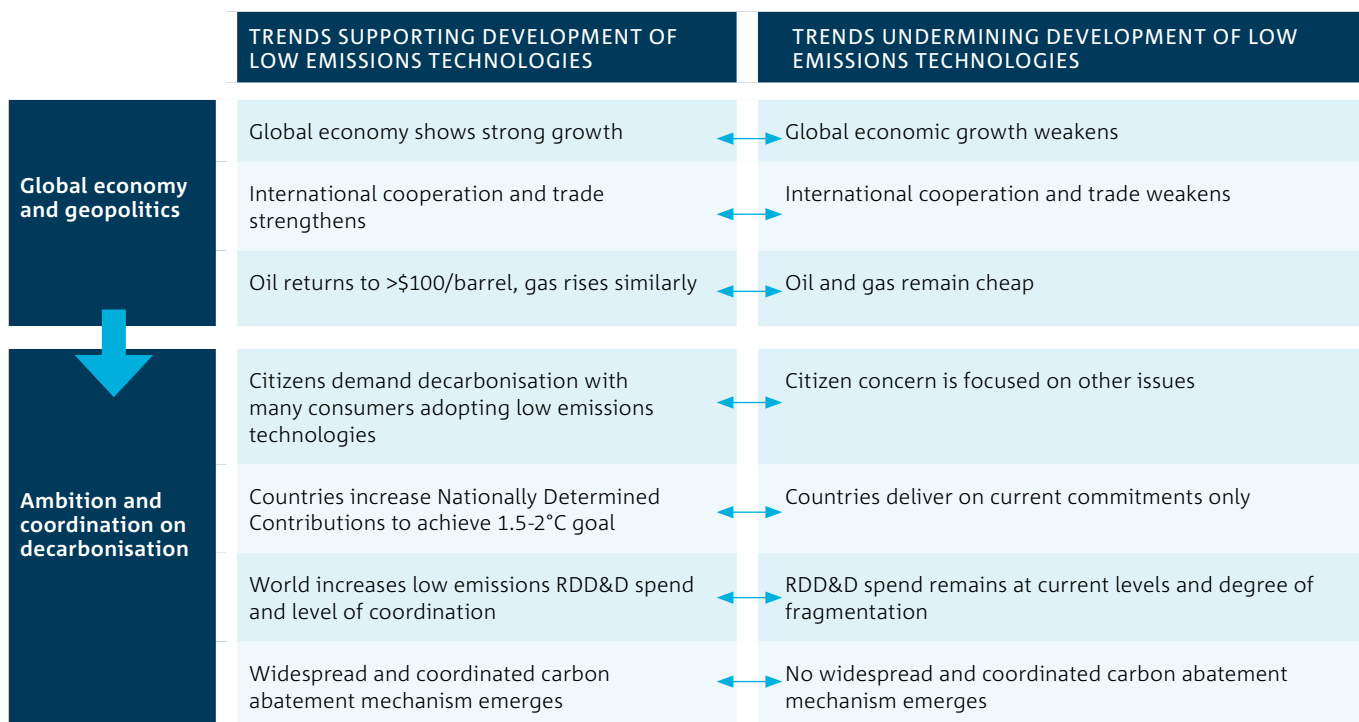 TRENDS SUPPORTING DEVELOPMENT OF
LOW EMISSIONS TECHNOLOGIES
TRENDS UNDERMINING DEVELOPMENT OF LOW
EMISSIONS TECHNOLOGIES
Global economy
and geopolitics
Global economy shows strong growth
Global economic growth weakens
International cooperation and trade
strengthens
International cooperation and trade weakens
Oil returns to >$100/barrel, gas rises similarly
Oil and gas remain cheap
Ambition and
coordination on
decarbonisation
Citizens demand decarbonisation with
many consumers adopting low emissions
technologies
Citizen concern is focused on other issues
Countries increase Nationally Determined
Contributions to achieve 1.5-2°C goal
Countries deliver on current commitments only
World increases low emissions RDD&D spend
and level of coordination
RDD&D spend remains at current levels and degree of
fragmentation
Widespread and coordinated carbon
abatement mechanism emerges
No widespread and coordinated carbon abatement
mechanism emerges